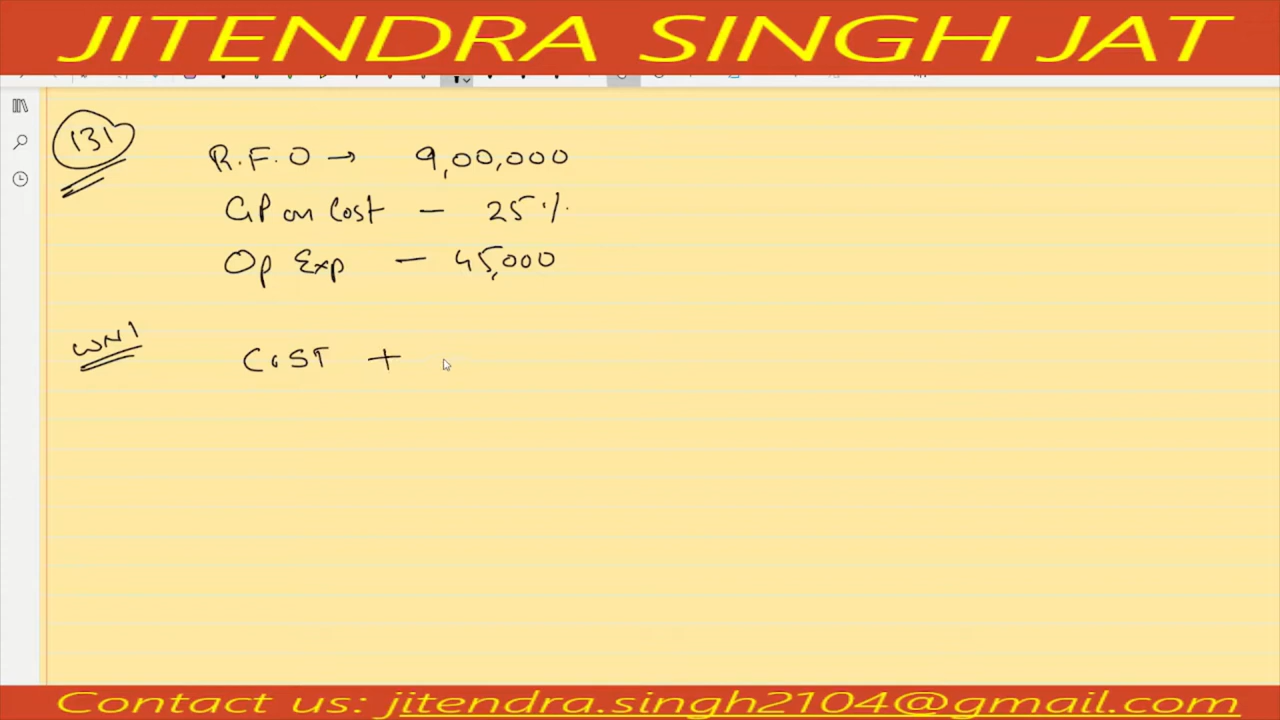 JITENDRA SINGH JAT
131
R.F.O → 9,00,000
GP on Cost — 25%
Op Exp — 45,000
WN1
COST +
Contact us: jitendra.singh2104@gmail.com